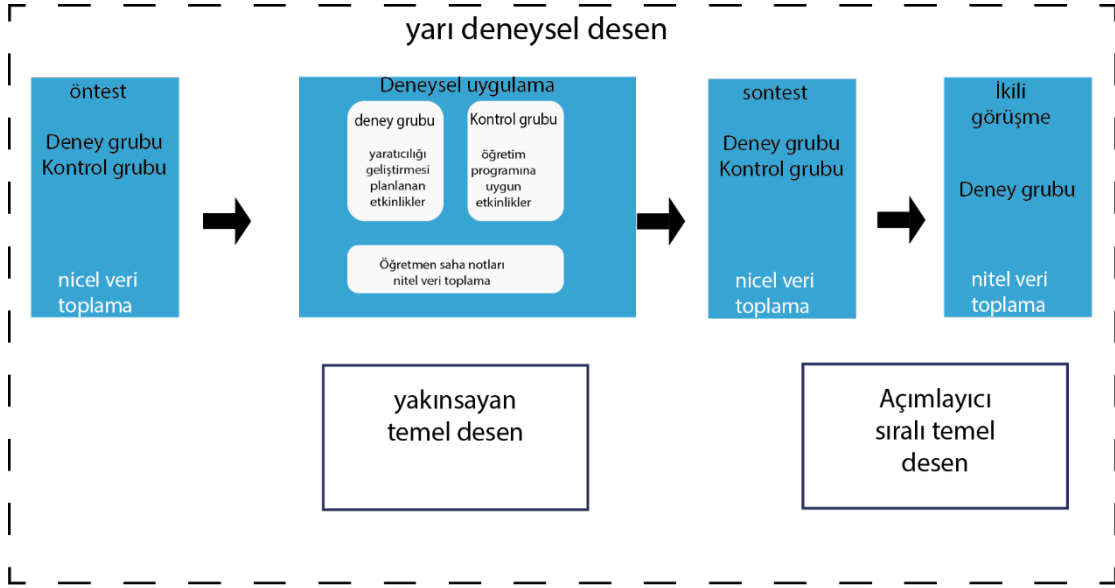 yarı deneysel desen
öntest
Deney grubu
Kontrol grubu
nicel veri
toplama
Deneysel uygulama
deney grubu
yaratıcılığı
geliştirmesi
planlanan
etkinlikler
Kontrol grubu
öğretim
programına
uygun
etkinlikler
Öğretmen saha notları
nitel veri toplama
sontest
Deney grubu
Kontrol grubu
nicel veri
toplama
İkili
görüşme
Deney grubu
nitel veri
toplama
yakınsayan
temel desen
Açımlayıcı
sıralı temel
desen